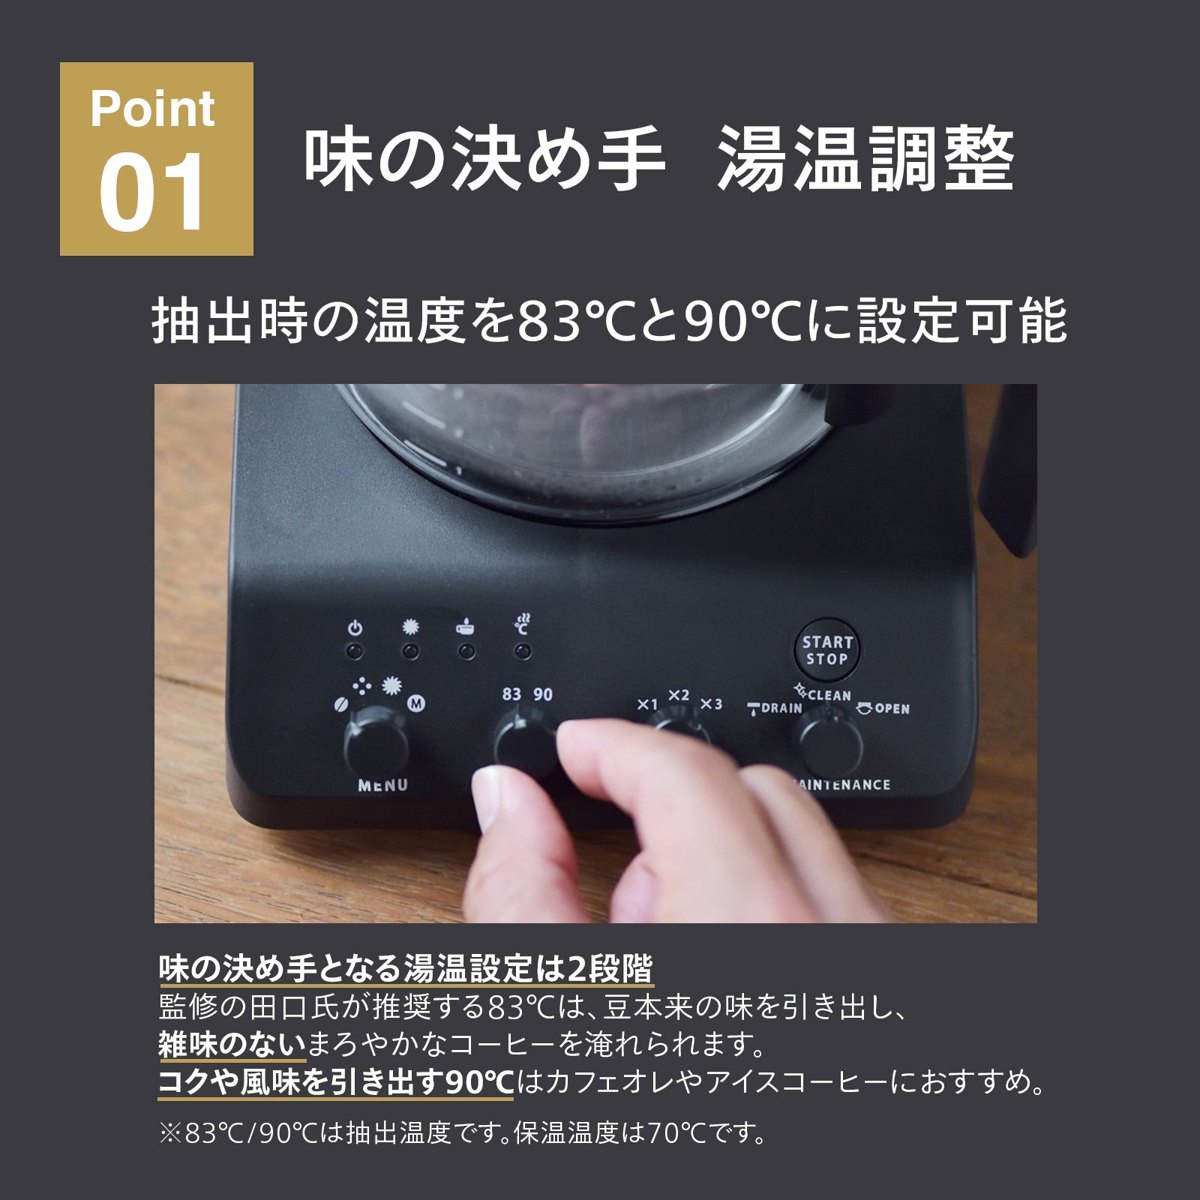 Point
01
味の決め手 湯温調整
抽出時の温度を83℃と90℃に設定可能
℃
START
STOP
83 90
×1 ×2 ×3
M
CLEAN
DRAIN
OPEN
MENU
AINTENANCE
味の決め手となる湯温設定は2段階
監修の田口氏が推奨する83℃は、豆本来の味を引き出し、
雑味のないまろやかなコーヒーを淹れられます。
コクや風味を引き出す90℃はカフェオレやアイスコーヒーにおすすめ。
※83℃/90℃は抽出温度です。保温温度は70℃です。